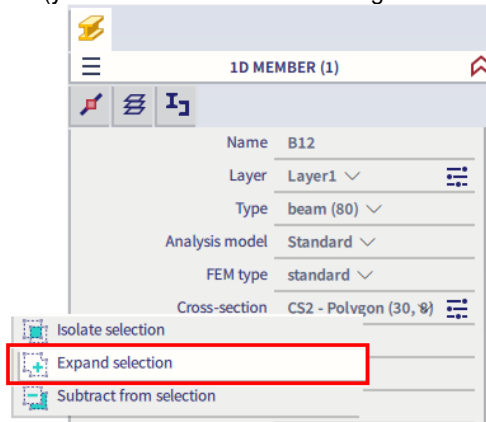 1D MEMBER (1)
Name B12
Layer Layer1
Type beam (80)
Analysis model Standard
FEM type standard
Cross-section CS2 - Polygon (30, 8)
Isolate selection
Expand selection
Subtract from selection